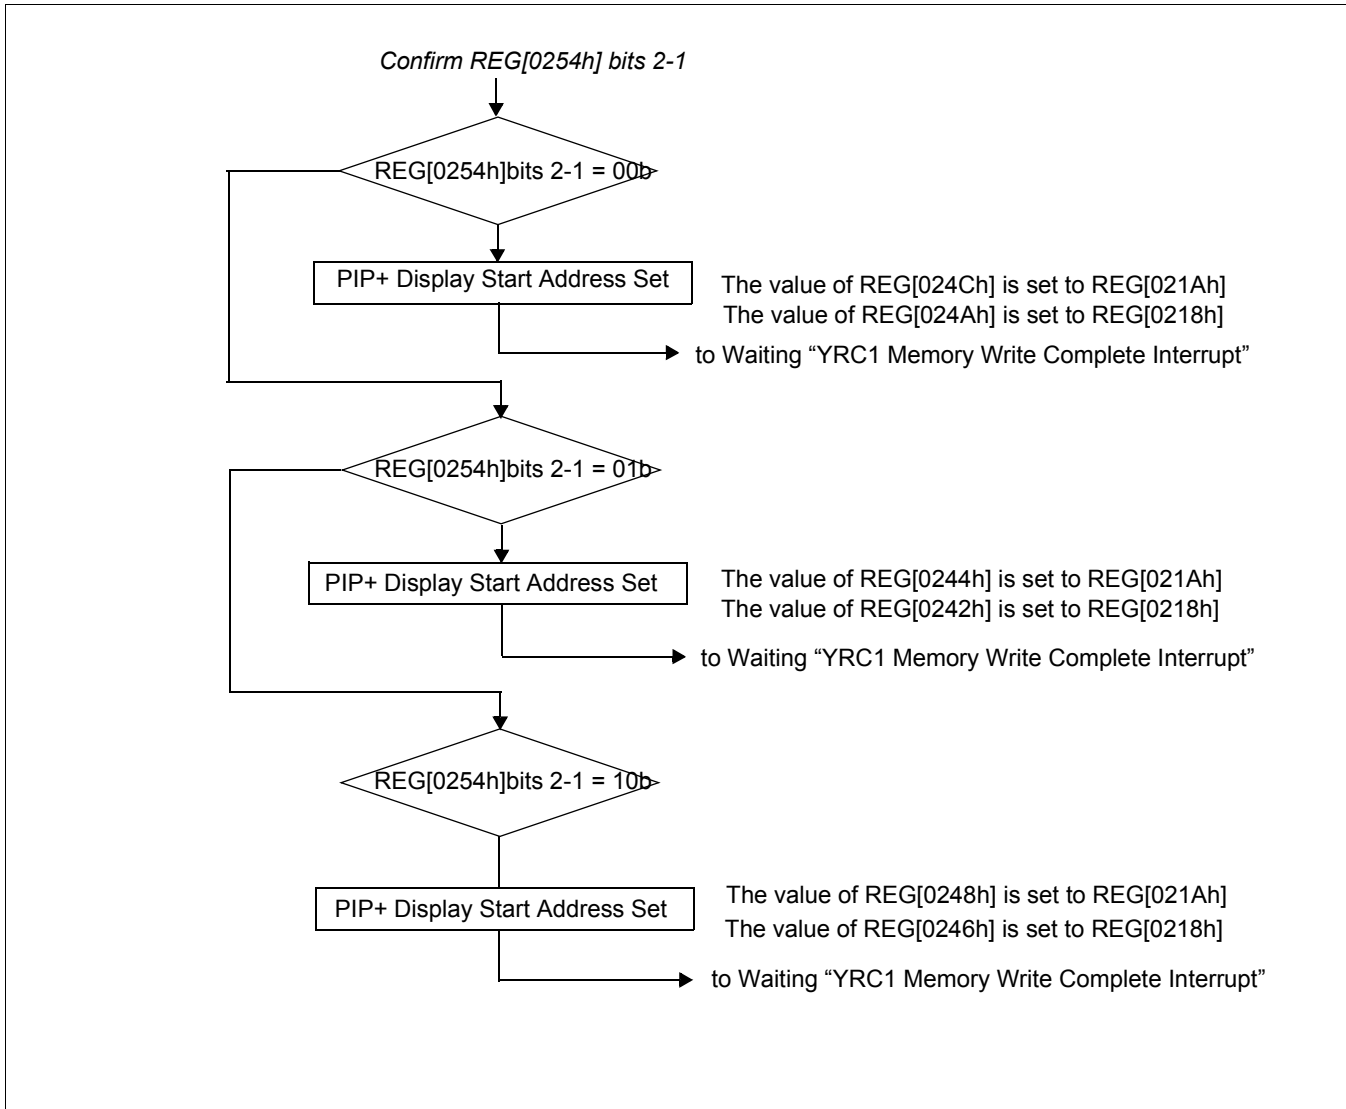 Confirm REG[0254h] bits 2-1
REG[0254h]bits 2-1 = 00b
PIP+ Display Start Address Set
The value of REG[024Ch] is set to REG[021Ah]
The value of REG[024Ah] is set to REG[0218h]
to Waiting “YRC1 Memory Write Complete Interrupt”
REG[0254h]bits 2-1 = 01b
PIP+ Display Start Address Set
The value of REG[0244h] is set to REG[021Ah]
The value of REG[0242h] is set to REG[0218h]
to Waiting “YRC1 Memory Write Complete Interrupt”
REG[0254h]bits 2-1 = 10b
PIP+ Display Start Address Set
The value of REG[0248h] is set to REG[021Ah]
The value of REG[0246h] is set to REG[0218h]
to Waiting “YRC1 Memory Write Complete Interrupt”